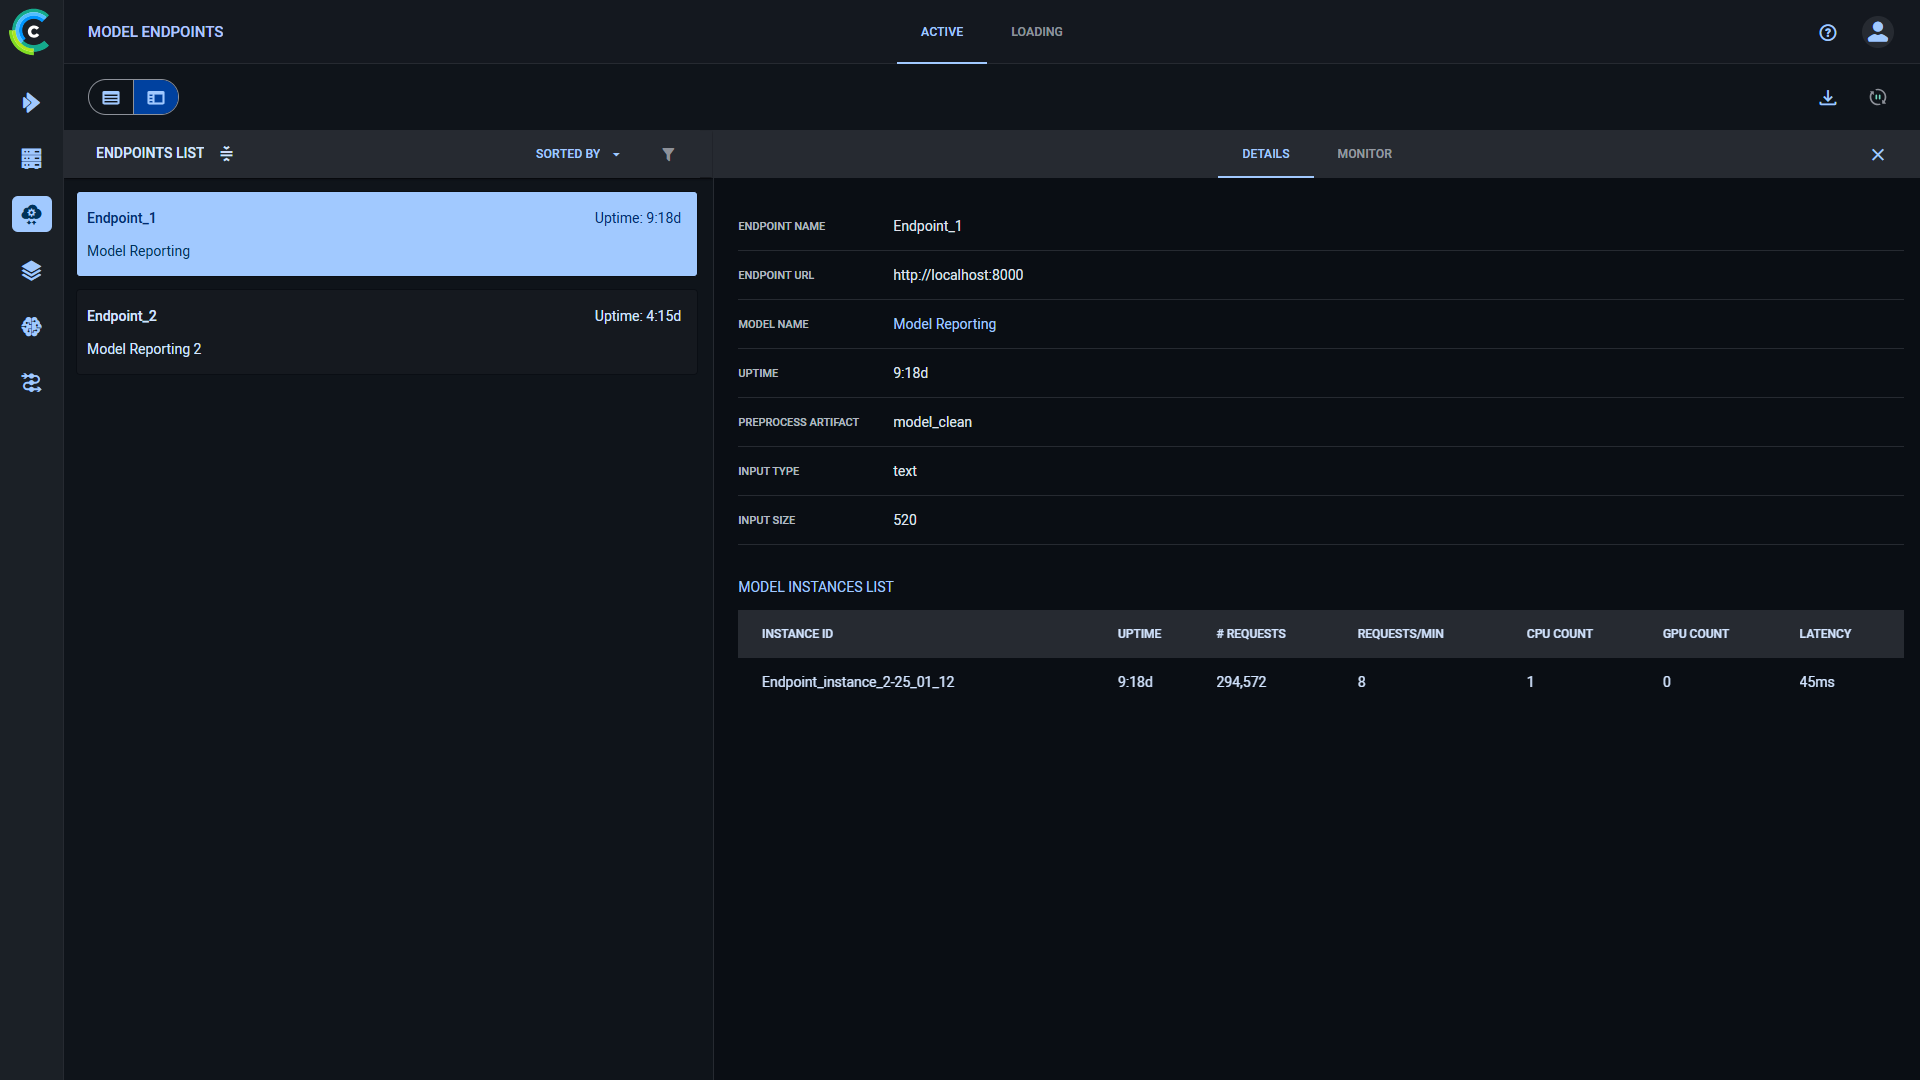 MODEL ENDPOINTS
ACTIVE
LOADING
ENDPOINTS LIST
SORTED BY
DETAILS
MONITOR
Endpoint_1
Uptime: 9:18d
Model Reporting
Endpoint_2
Uptime: 4:15d
Model Reporting 2
ENDPOINT NAME Endpoint_1
ENDPOINT URL http://localhost:8000
MODEL NAME Model Reporting
UPTIME 9:18d
PREPROCESS ARTIFACT model_clean
INPUT TYPE text
INPUT SIZE 520
MODEL INSTANCES LIST
INSTANCE ID UPTIME # REQUESTS REQUESTS/MIN CPU COUNT GPU COUNT LATENCY
Endpoint_instance_2-25_01_12 9:18d 294,572 8 1 0 45ms